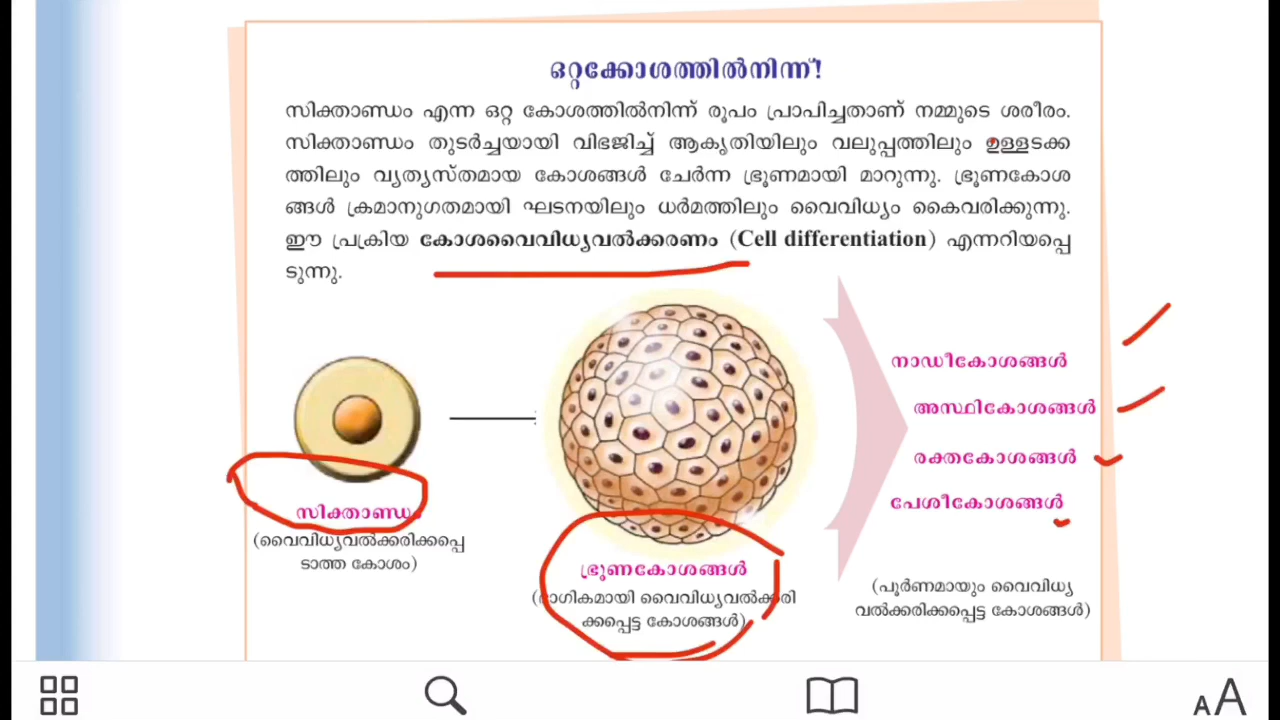 ഒറ്റക്കോശത്തിൽനിന്ന്!
സിക്താണ്ഡം എന്ന ഒറ്റ കോശത്തിൽനിന്ന് രൂപം പ്രാപിച്ചതാണ് നമ്മുടെ ശരീരം.
സിക്താണ്ഡം തുടർച്ചയായി വിഭജിച്ച് ആകൃതിയിലും വലുപ്പത്തിലും ഉള്ളടക്ക
ത്തിലും വ്യത്യസ്തമായ കോശങ്ങൾ ചേർന്ന ഭ്രൂണമായി മാറുന്നു. ഭ്രൂണകോശ
ങ്ങൾ ക്രമാനുഗതമായി ഘടനയിലും ധർമത്തിലും വൈവിധ്യം കൈവരിക്കുന്നു.
ഈ പ്രക്രിയ കോശവൈവിധ്യവൽക്കരണം (Cell differentiation) എന്നറിയപ്പെ
ടുന്നു.
നാഡീകോശങ്ങൾ
അസ്ഥികോശങ്ങൾ
രക്തകോശങ്ങൾ
പേശീകോശങ്ങൾ
സിക്താണ്ഡം
(വൈവിധ്യവൽക്കരിക്കപ്പെ
ടാത്ത കോശം)
ഭ്രൂണകോശങ്ങൾ
(ഭാഗികമായി വൈവിധ്യവൽക്കരി
ക്കപ്പെട്ട കോശങ്ങൾ)
(പൂർണമായും വൈവിധ്യ
വൽക്കരിക്കപ്പെട്ട കോശങ്ങൾ)
AA